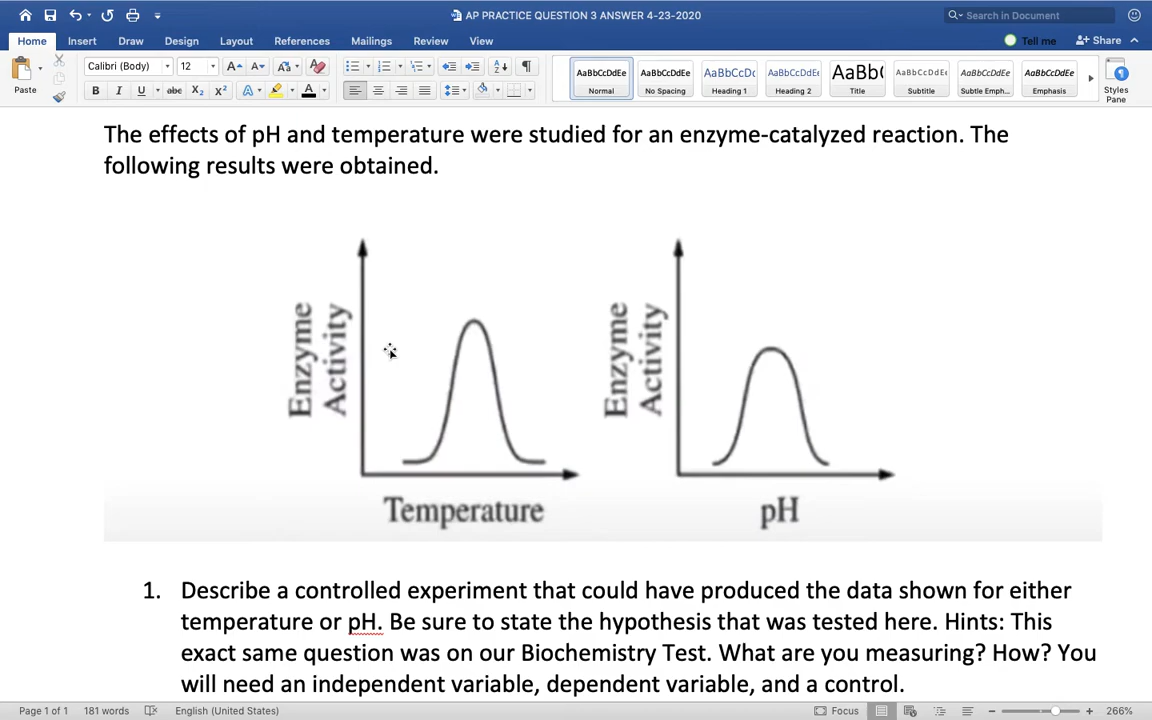 AP PRACTICE QUESTION 3 ANSWER 4-23-2020
Search in Document
Home Insert Draw Design Layout References Mailings Review View Tell me Share
Paste
Calibri (Body) 12
AaBbCcDdEe AaBbCcDdEe AaBbCcDc AaBbCcDdEe AaBb( AaBbCcDdEe AaBbCcDdEe AaBbCcDdEe
Normal No Spacing Heading 1 Heading 2 Title Subtitle Subtle Emph... Emphasis
Styles
Pane
The effects of pH and temperature were studied for an enzyme-catalyzed reaction. The
following results were obtained.
Enzyme
Activity
Temperature
Enzyme
Activity
pH
1. Describe a controlled experiment that could have produced the data shown for either
temperature or pH. Be sure to state the hypothesis that was tested here. Hints: This
exact same question was on our Biochemistry Test. What are you measuring? How? You
will need an independent variable, dependent variable, and a control.
Page 1 of 1 181 words English (United States) Focus 266%